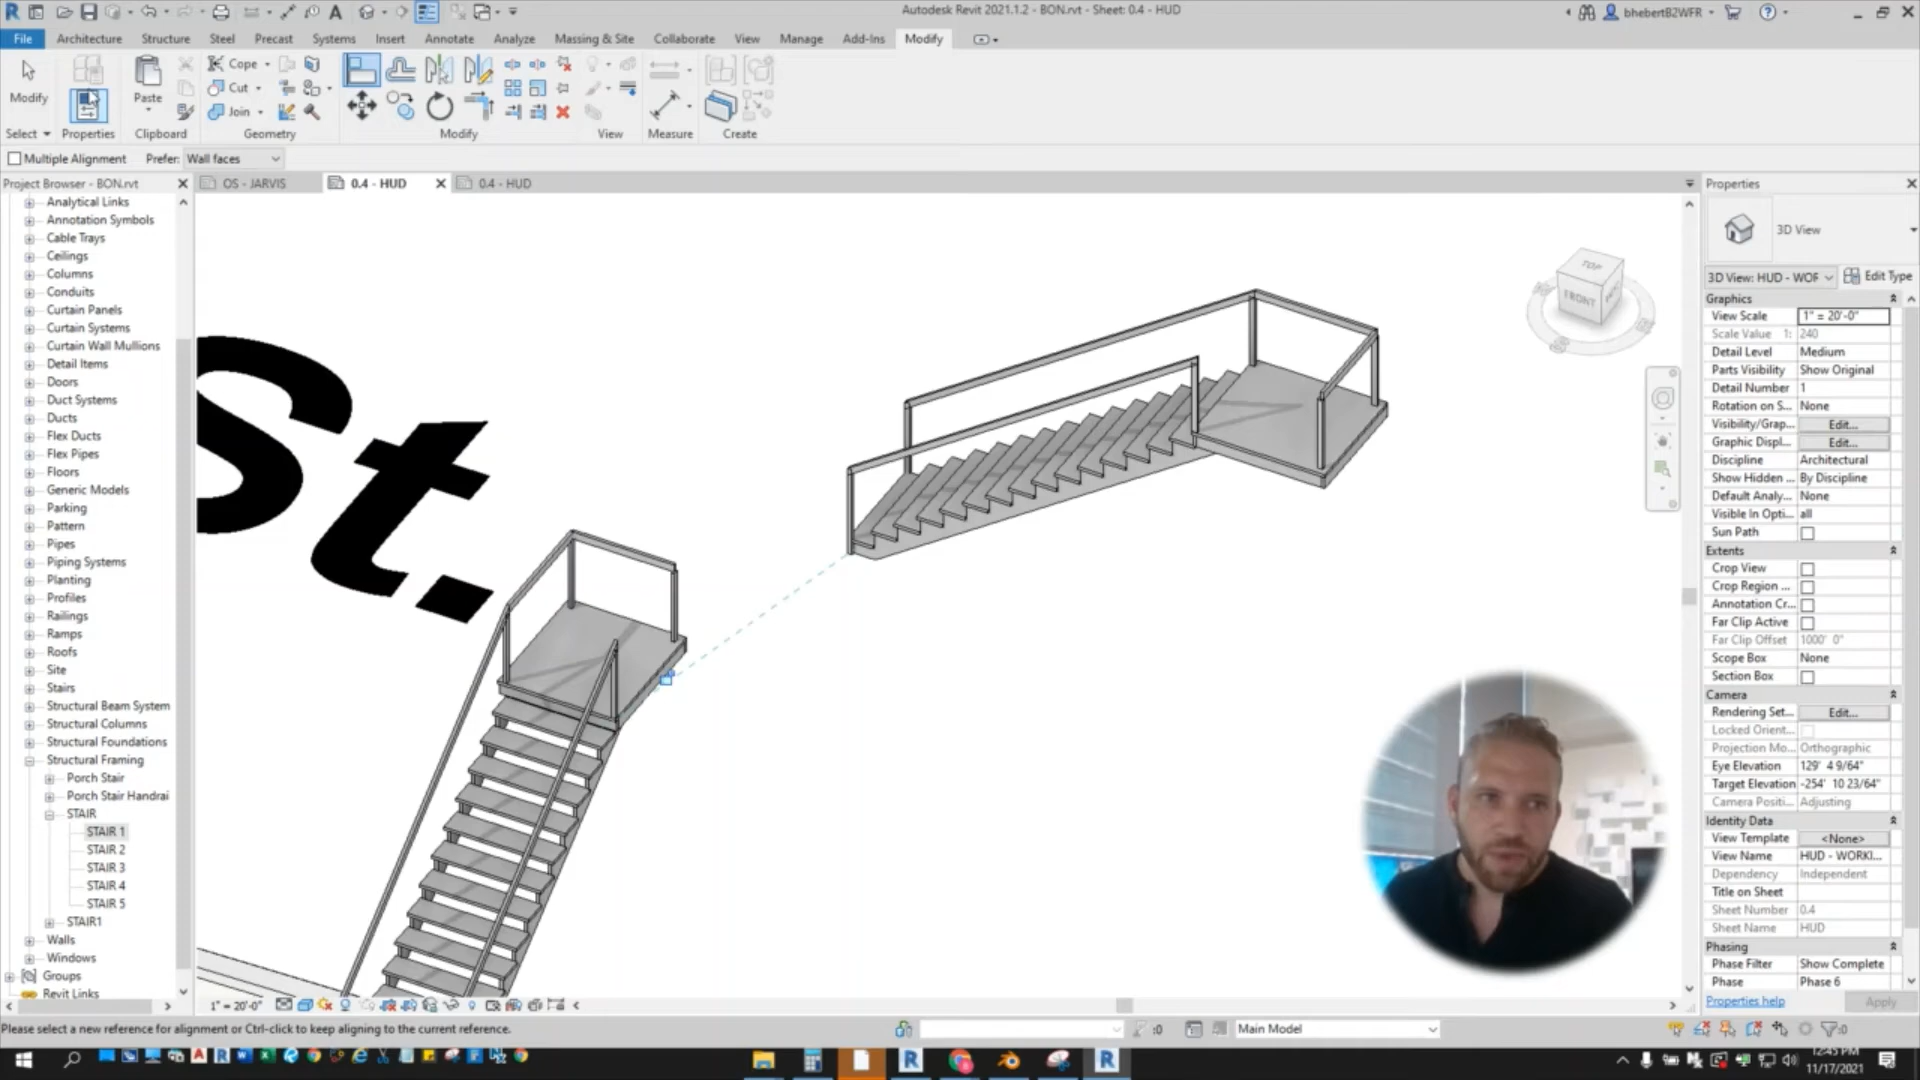 Autodesk Revit 2021.1.2 - BON.rvt - Sheet: 0.4 - HUD
bhebertB2WFR
File Architecture Structure Steel Precast Systems Insert Annotate Analyze Massing & Site Collaborate View Manage Add-Ins Modify
Modify
Paste
Cope
Cut
Join
Select Properties Clipboard Geometry Modify View Measure Create
Multiple Alignment Prefer: Wall faces
Project Browser - BON.rvt
OS - JARVIS
0.4 - HUD
0.4 - HUD
Analytical Links
Annotation Symbols
Cable Trays
Ceilings
Columns
Conduits
Curtain Panels
Curtain Systems
Curtain Wall Mullions
Detail Items
Doors
Duct Systems
Ducts
Flex Ducts
Flex Pipes
Floors
Generic Models
Parking
Pattern
Pipes
Piping Systems
Planting
Profiles
Railings
Ramps
Roofs
Site
Stairs
Structural Beam System
Structural Columns
Structural Foundations
Structural Framing
Porch Stair
Porch Stair Handrai
STAIR
STAIR 1
STAIR 2
STAIR 3
STAIR 4
STAIR 5
STAIR1
Walls
Windows
Groups
Revit Links
St.
TOP
FRONT
1" = 20'-0"
Properties
3D View
3D View: HUD - WOR Edit Type
Graphics
View Scale 1" = 20'-0"
Scale Value 1: 240
Detail Level Medium
Parts Visibility Show Original
Detail Number 1
Rotation on S... None
Visibility/Grap... Edit...
Graphic Displ... Edit...
Discipline Architectural
Show Hidden ... By Discipline
Default Analy... None
Visible In Opti... all
Sun Path
Extents
Crop View
Crop Region ...
Annotation Cr...
Far Clip Active
Far Clip Offset 1000' 0"
Scope Box None
Section Box
Camera
Rendering Set... Edit...
Locked Orient...
Projection Mo... Orthographic
Eye Elevation 129' 4 9/64"
Target Elevation -254' 10 23/64"
Camera Positi... Adjusting
Identity Data
View Template <None>
View Name HUD - WORKI...
Dependency Independent
Title on Sheet
Sheet Number 0.4
Sheet Name HUD
Phasing
Phase Filter Show Complete
Phase Phase 6
Properties help Apply
Please select a new reference for alignment or Ctrl-click to keep aligning to the current reference.
:0
Main Model
:0
12:45 PM
11/17/2021